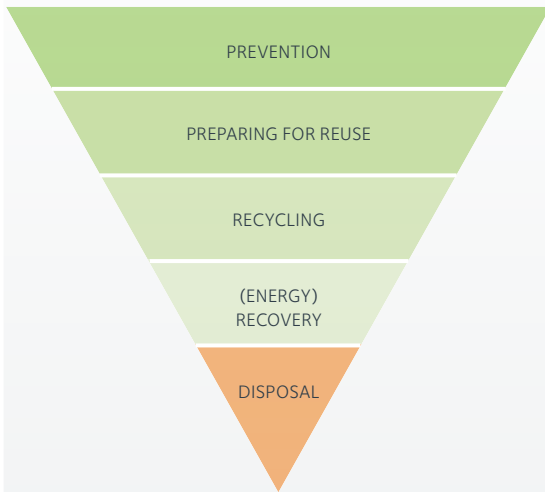 PREVENTION
PREPARING FOR REUSE
RECYCLING
(ENERGY)
RECOVERY
DISPOSAL